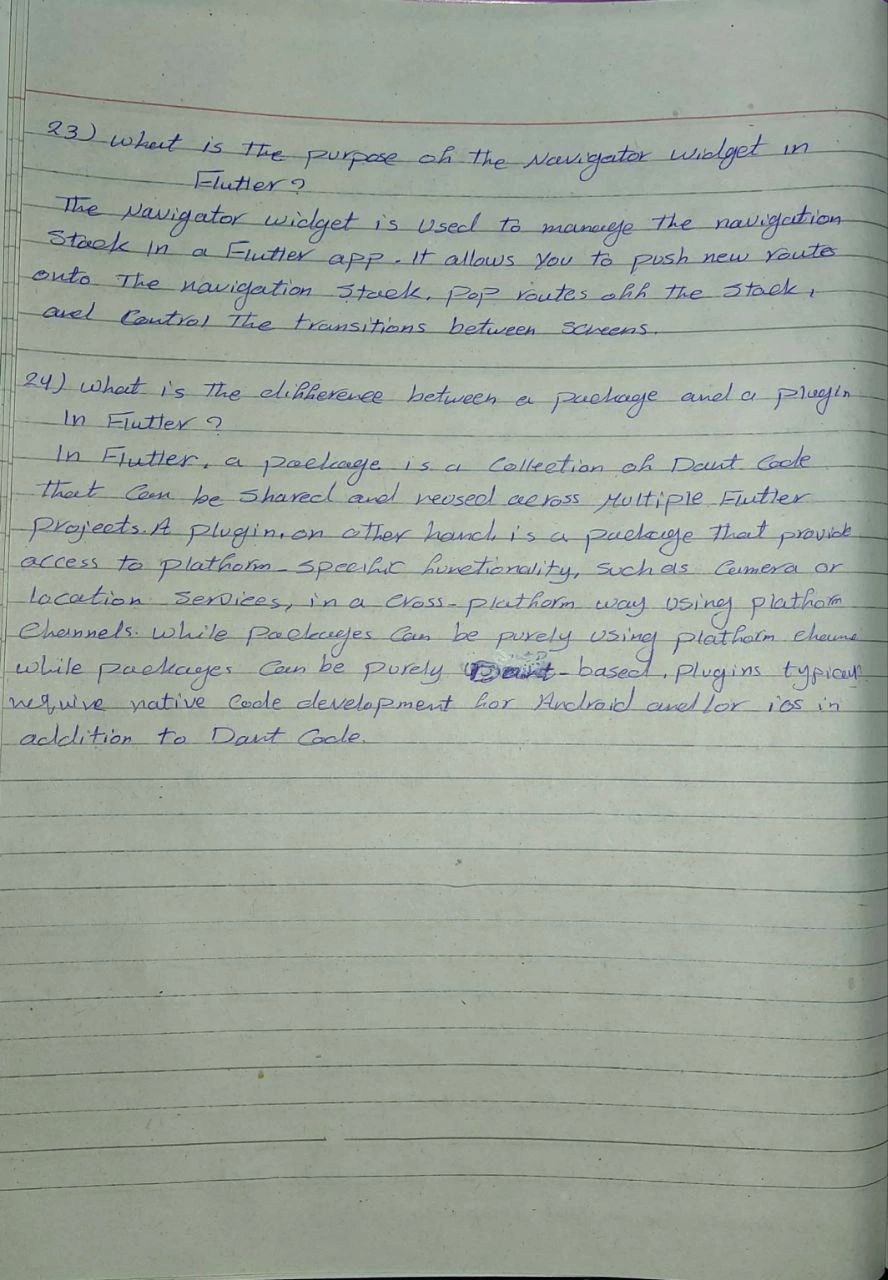 23) What is the purpose of the Navigator widget in
Flutter?
The Navigator widget is used to manage the navigation
Stack in a Flutter app. It allows you to push new routes
onto The navigation Stack, pop routes off the Stack,
and Control The transitions between Screens.
24) What is The difference between a package and a plugin
In Flutter?
In Flutter, a package is a Collection of Dart Code
That Can be Shared and reused across Multiple Flutter
Projects. A plugin, on other hand, is a package that provide
access to platform-specific functionality, Such as Camera or
location Services, in a cross-platform way using platform
Channels. While packages Can be purely using platform channe
While packages Can be purely Dart-based, plugins typical
require native Code development for Android and/or ios in
addition to Dart Code.